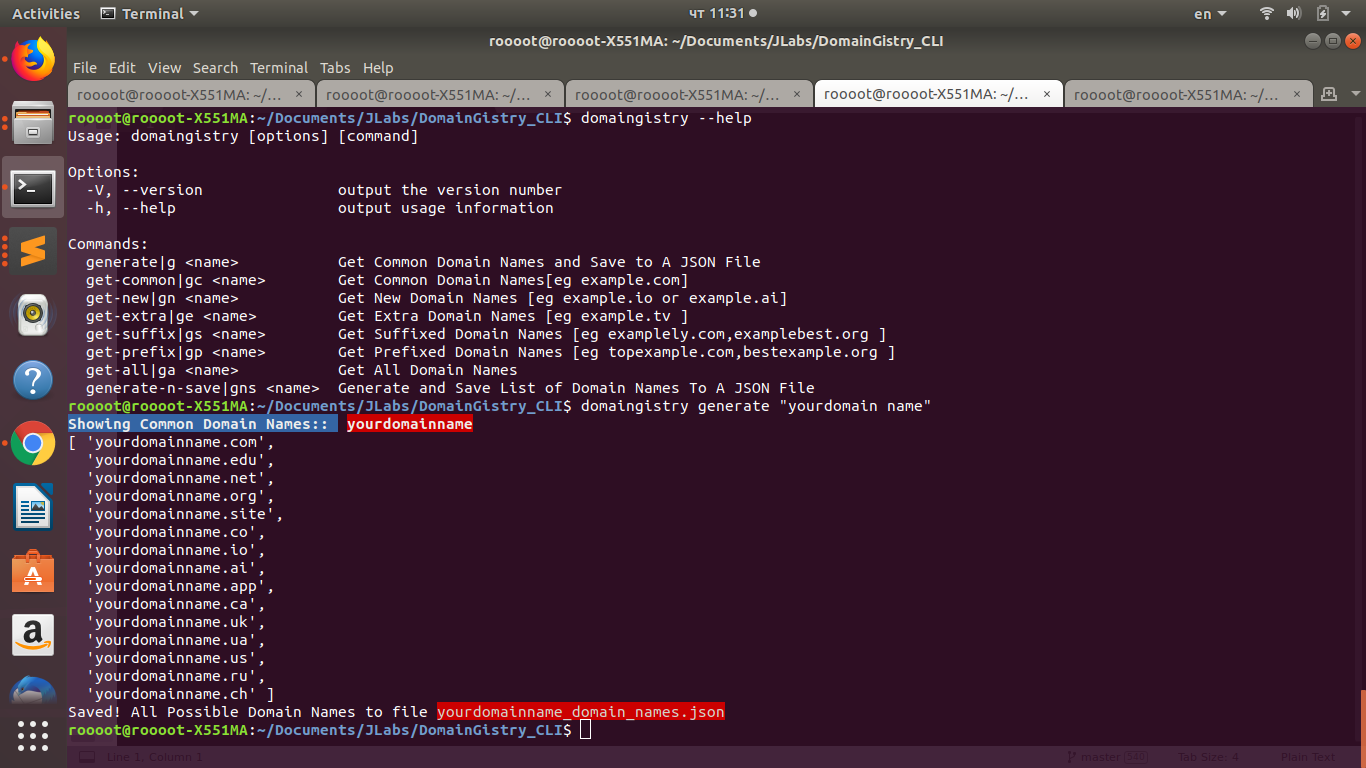 Activities Terminal чт 11:31 en
roooot@roooot-X551MA: ~/Documents/JLabs/DomainGistry_CLI
File Edit View Search Terminal Tabs Help
roooot@roooot-X551MA: ~/... × roooot@roooot-X551MA: ~/... × roooot@roooot-X551MA: ~/... × roooot@roooot-X551MA: ~/... × roooot@roooot-X551MA: ~/... ×
roooot@roooot-X551MA:~/Documents/JLabs/DomainGistry_CLI$ domaingistry --help
Usage: domaingistry [options] [command]
Options:
-V, --version output the version number
-h, --help output usage information
Commands:
generate|g <name> Get Common Domain Names and Save to A JSON File
get-common|gc <name> Get Common Domain Names[eg example.com]
get-new|gn <name> Get New Domain Names [eg example.io or example.ai]
get-extra|ge <name> Get Extra Domain Names [eg example.tv ]
get-suffix|gs <name> Get Suffixed Domain Names [eg examplely.com,examplebest.org ]
get-prefix|gp <name> Get Prefixed Domain Names [eg topexample.com,bestexample.org ]
get-all|ga <name> Get All Domain Names
generate-n-save|gns <name> Generate and Save List of Domain Names To A JSON File
roooot@roooot-X551MA:~/Documents/JLabs/DomainGistry_CLI$ domaingistry generate "yourdomain name"
Showing Common Domain Names:: yourdomainname
[ 'yourdomainname.com',
'yourdomainname.edu',
'yourdomainname.net',
'yourdomainname.org',
'yourdomainname.site',
'yourdomainname.co',
'yourdomainname.io',
'yourdomainname.ai',
'yourdomainname.app',
'yourdomainname.ca',
'yourdomainname.uk',
'yourdomainname.ua',
'yourdomainname.us',
'yourdomainname.ru',
'yourdomainname.ch' ]
Saved! All Possible Domain Names to file yourdomainname_domain_names.json
roooot@roooot-X551MA:~/Documents/JLabs/DomainGistry_CLI$
Line 1, Column 1 master 540 Tab Size: 4 Plain Text